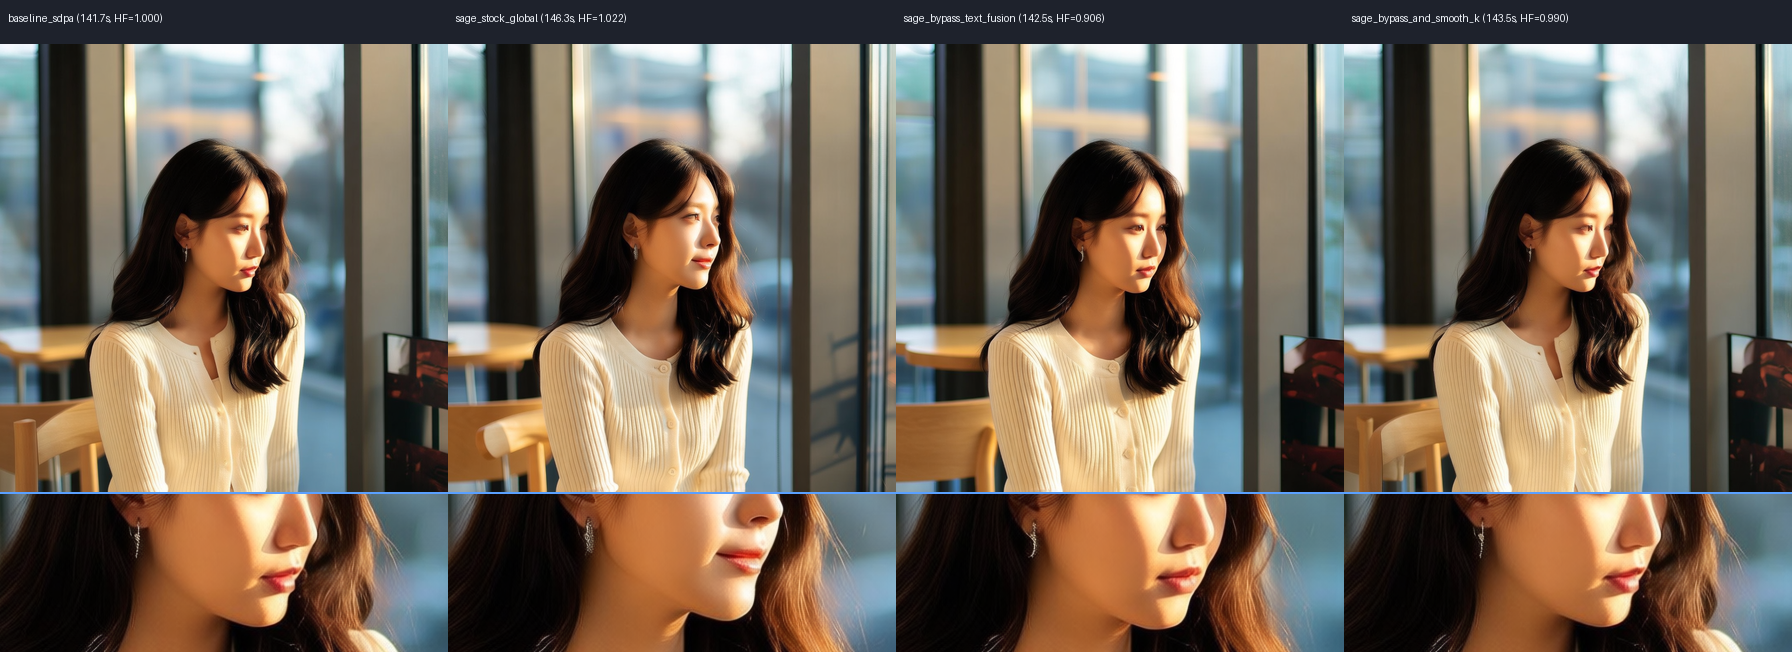 baseline_sdpa (141.7s, HF=1.000)
sage_stock_global (146.3s, HF=1.022)
sage_bypass_text_fusion (142.5s, HF=0.906)
sage_bypass_and_smooth_k (143.5s, HF=0.990)